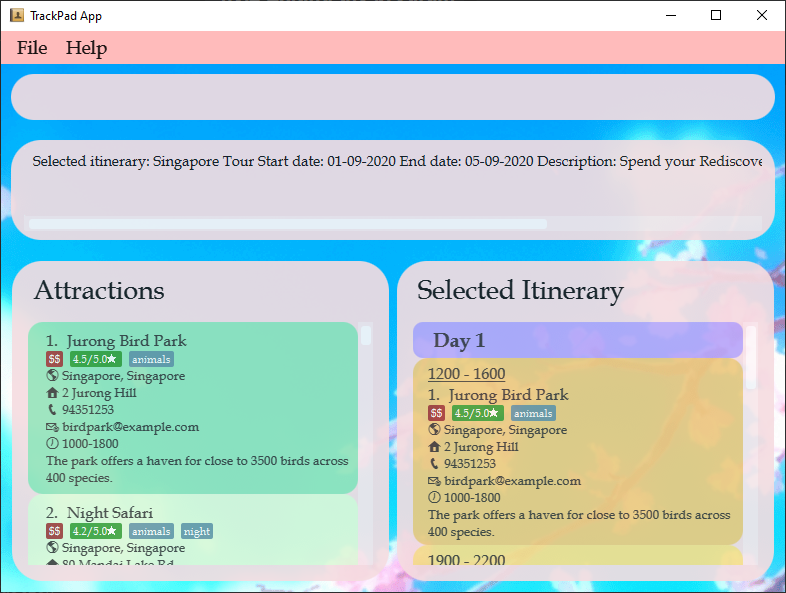 TrackPad App
File Help
Selected itinerary: Singapore Tour Start date: 01-09-2020 End date: 05-09-2020 Description: Spend your Rediscove
Attractions
1. Jurong Bird Park
$$ 4.5/5.0★ animals
Singapore, Singapore
2 Jurong Hill
94351253
birdpark@example.com
1000-1800
The park offers a haven for close to 3500 birds across
400 species.
2. Night Safari
$$ 4.2/5.0★ animals night
Singapore, Singapore
80 Mandai Lake Rd
Selected Itinerary
Day 1
1200 - 1600
1. Jurong Bird Park
$$ 4.5/5.0★ animals
Singapore, Singapore
2 Jurong Hill
94351253
birdpark@example.com
1000-1800
The park offers a haven for close to 3500 birds across
400 species.
1900 - 2200